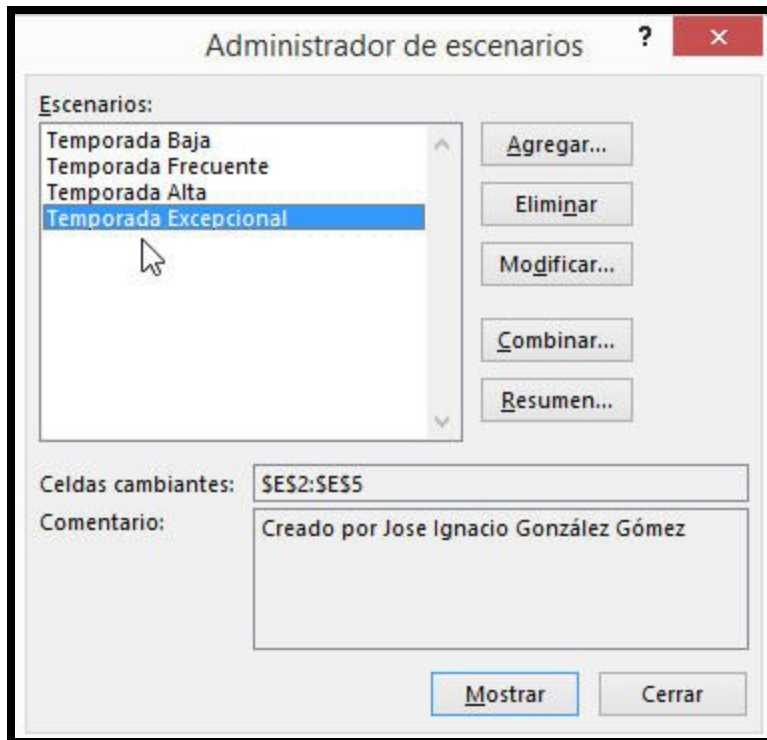 Administrador de escenarios
?
Escenarios:
Temporada Baja
Temporada Frecuente
Temporada Alta
Temporada Excepcional
Agregar...
Eliminar
Modificar...
Combinar...
Resumen...
Celdas cambiantes: $E$2:$E$5
Comentario: Creado por Jose Ignacio González Gómez
Mostrar Cerrar